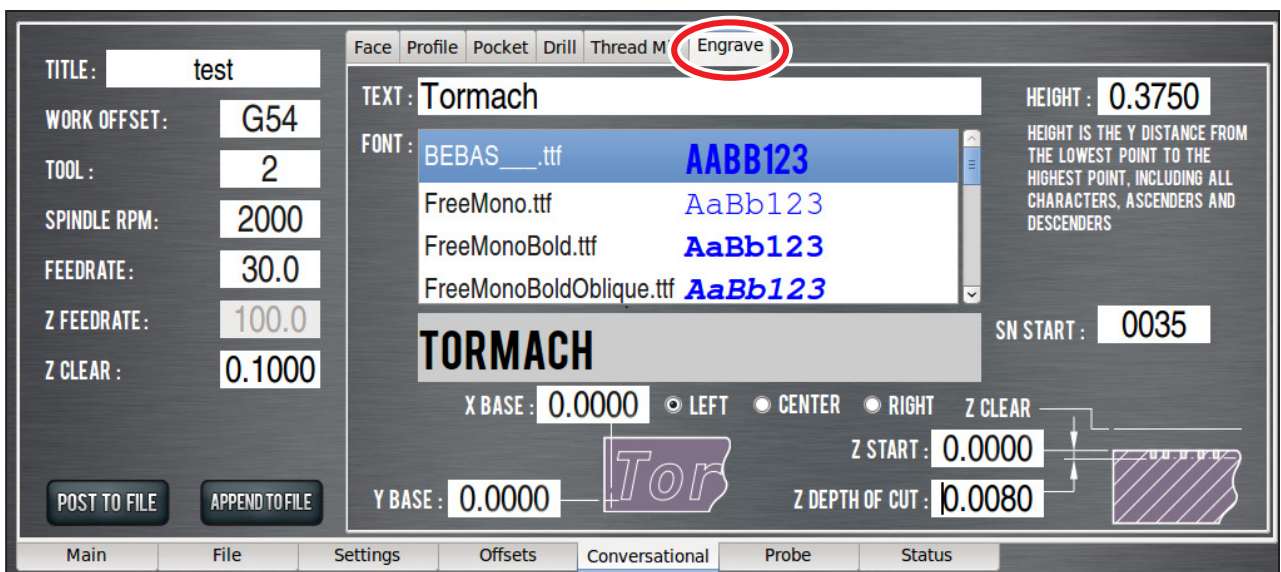 Face Profile Pocket Drill Thread M Engrave
TITLE: test
WORK OFFSET: G54
TOOL: 2
SPINDLE RPM: 2000
FEEDRATE: 30.0
Z FEEDRATE: 100.0
Z CLEAR: 0.1000
POST TO FILE APPEND TO FILE
TEXT: Tormach
FONT:
BEBAS___.ttf AABB123
FreeMono.ttf AaBb123
FreeMonoBold.ttf AaBb123
FreeMonoBoldOblique.ttf AaBb123
TORMACH
HEIGHT: 0.3750
HEIGHT IS THE Y DISTANCE FROM
THE LOWEST POINT TO THE
HIGHEST POINT, INCLUDING ALL
CHARACTERS, ASCENDERS AND
DESCENDERS
SN START: 0035
X BASE: 0.0000 LEFT CENTER RIGHT
Z CLEAR
Z START: 0.0000
Tor
Y BASE: 0.0000
Z DEPTH OF CUT: 0.0080
Main File Settings Offsets Conversational Probe Status